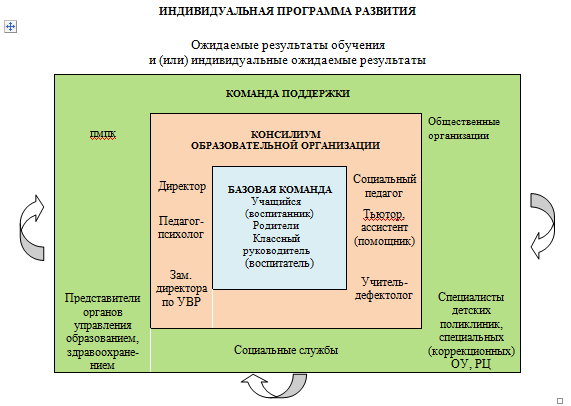 ИНДИВИДУАЛЬНАЯ ПРОГРАММА РАЗВИТИЯ
Ожидаемые результаты обучения
и (или) индивидуальные ожидаемые результаты
КОМАНДА ПОДДЕРЖКИ
ПМПК
Общественные
организации
КОНСИЛИУМ
ОБРАЗОВАТЕЛЬНОЙ ОРГАНИЗАЦИИ
Директор
Педагог-
психолог
Зам.
директора
по УВР
БАЗОВАЯ КОМАНДА
Учащийся
(воспитанник)
Родители
Классный
руководитель
(воспитатель)
Социальный
педагог
Тьютор,
ассистент
(помощник)
Учитель-
дефектолог
Представители
органов
управления
образованием,
здравоохране-
нием
Социальные службы
Специалисты
детских
поликлиник,
специальных
(коррекционных)
ОУ, РЦ